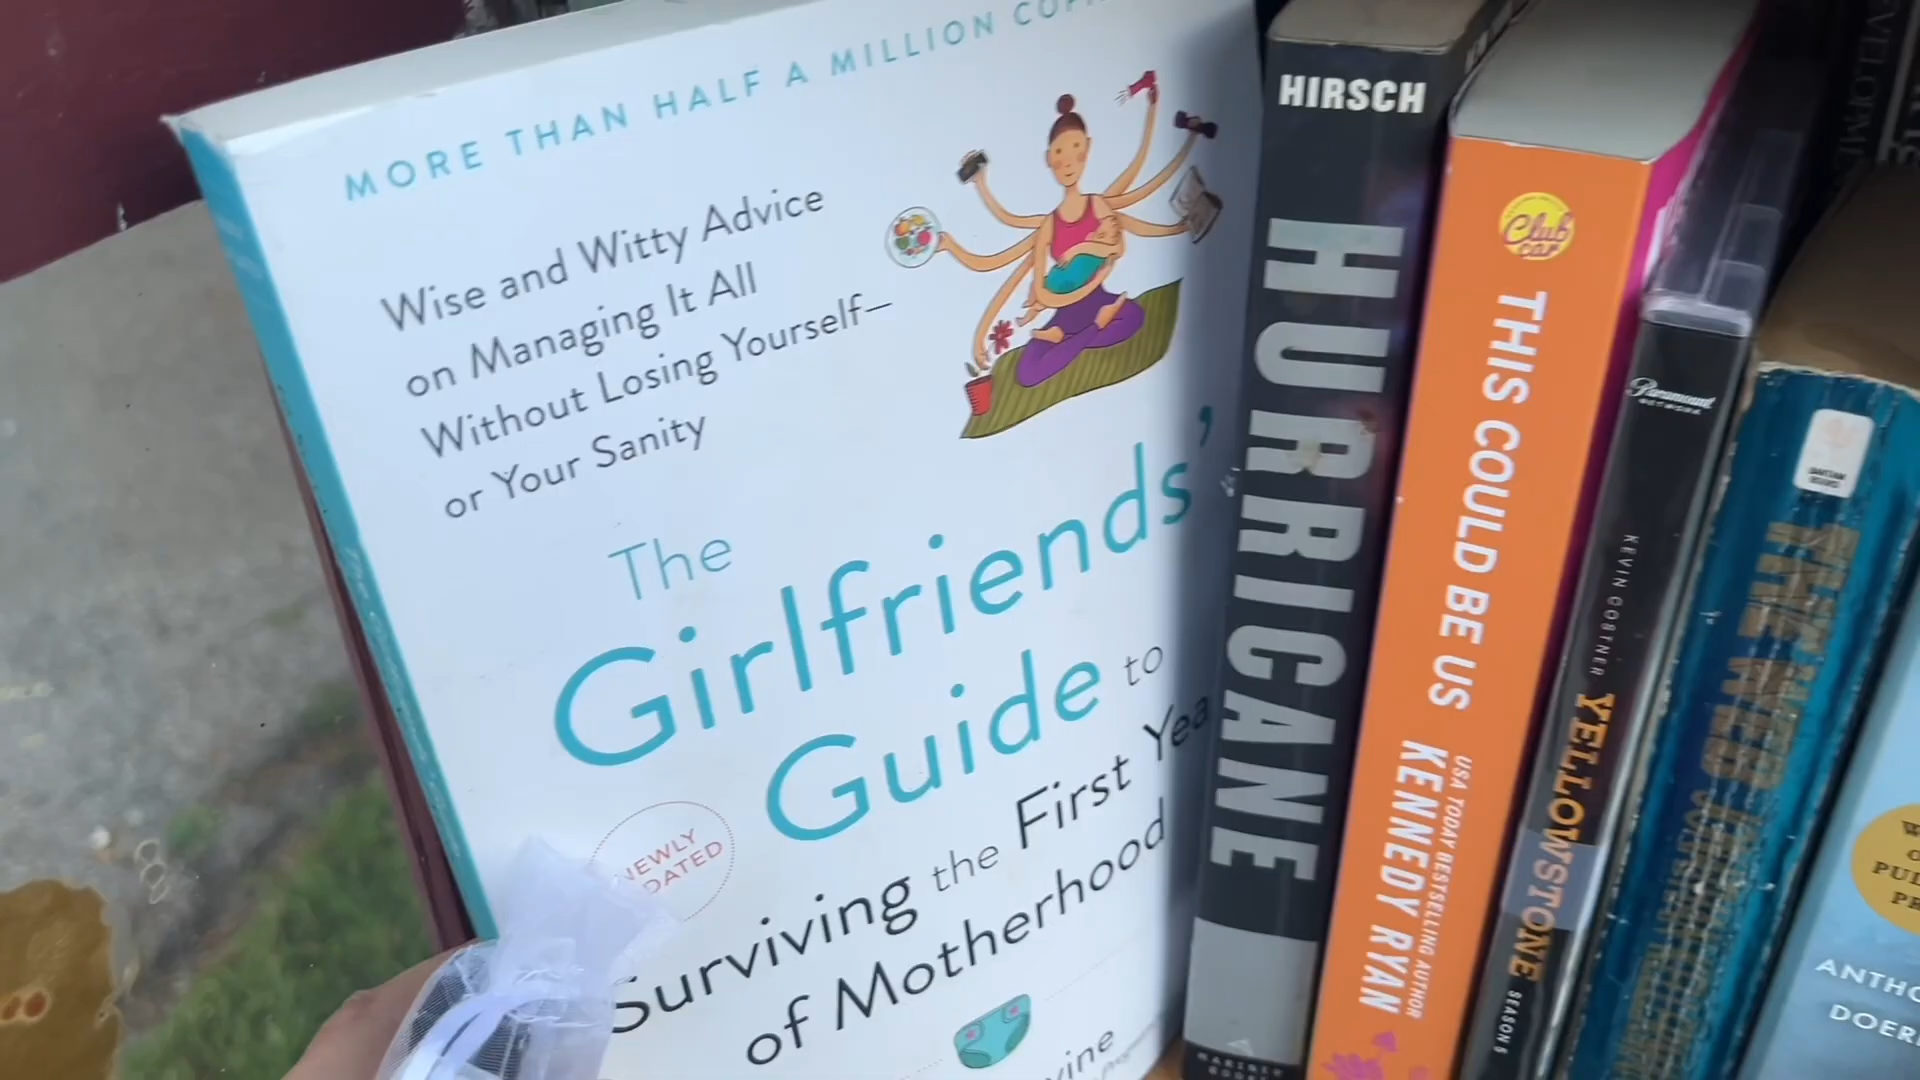 MORE THAN HALF A MILLION
Wise and Witty Advice
on Managing It All
Without Losing Yourself—
or Your Sanity
The
Girlfriends'
Guide to
Surviving the First
of Motherhood
NEWLY
HIRSCH
HURRICANE
Club
car
THIS COULD BE US
USA TODAY BESTSELLING AUTHOR
KENNEDY RYAN
Paramount
NETWORK
KEVIN COSTNER
YELLOWSTONE
SEASON 5